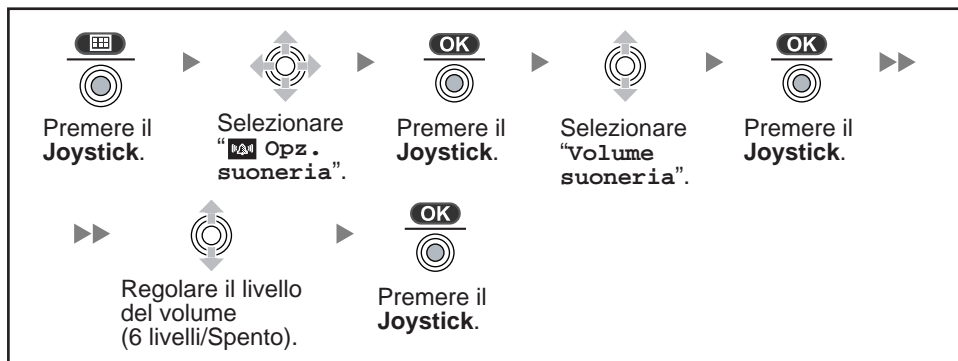 OK
OK
Premere il
Joystick.
Selezionare
“ Opz.
suoneria”.
Premere il
Joystick.
Selezionare
“Volume
suoneria”.
Premere il
Joystick.
OK
Regolare il livello
del volume
(6 livelli/Spento).
Premere il
Joystick.